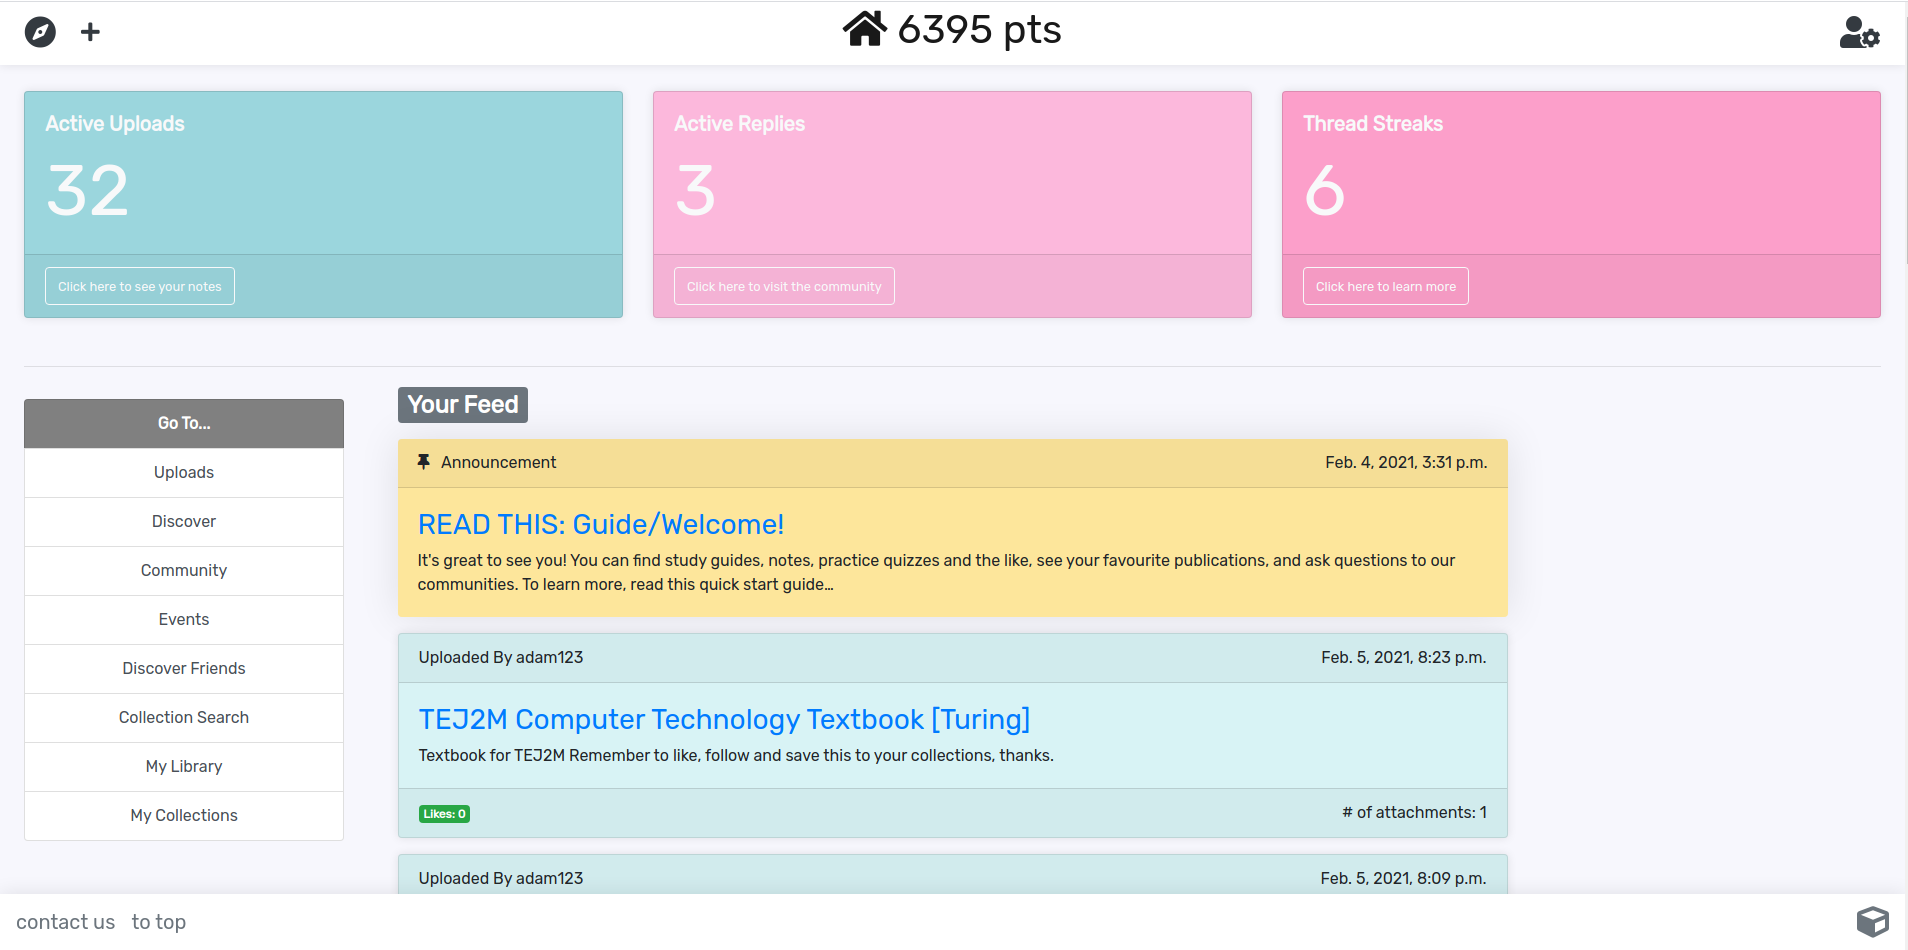 6395 pts
Active Uploads
32
Click here to see your notes
Active Replies
3
Click here to visit the community
Thread Streaks
6
Click here to learn more
Go To...
Uploads
Discover
Community
Events
Discover Friends
Collection Search
My Library
My Collections
Your Feed
Announcement Feb. 4, 2021, 3:31 p.m.
READ THIS: Guide/Welcome!
It's great to see you! You can find study guides, notes, practice quizzes and the like, see your favourite publications, and ask questions to our
communities. To learn more, read this quick start guide...
Uploaded By adam123 Feb. 5, 2021, 8:23 p.m.
TEJ2M Computer Technology Textbook [Turing]
Textbook for TEJ2M Remember to like, follow and save this to your collections, thanks.
Likes: 0 # of attachments: 1
Uploaded By adam123 Feb. 5, 2021, 8:09 p.m.
contact us to top